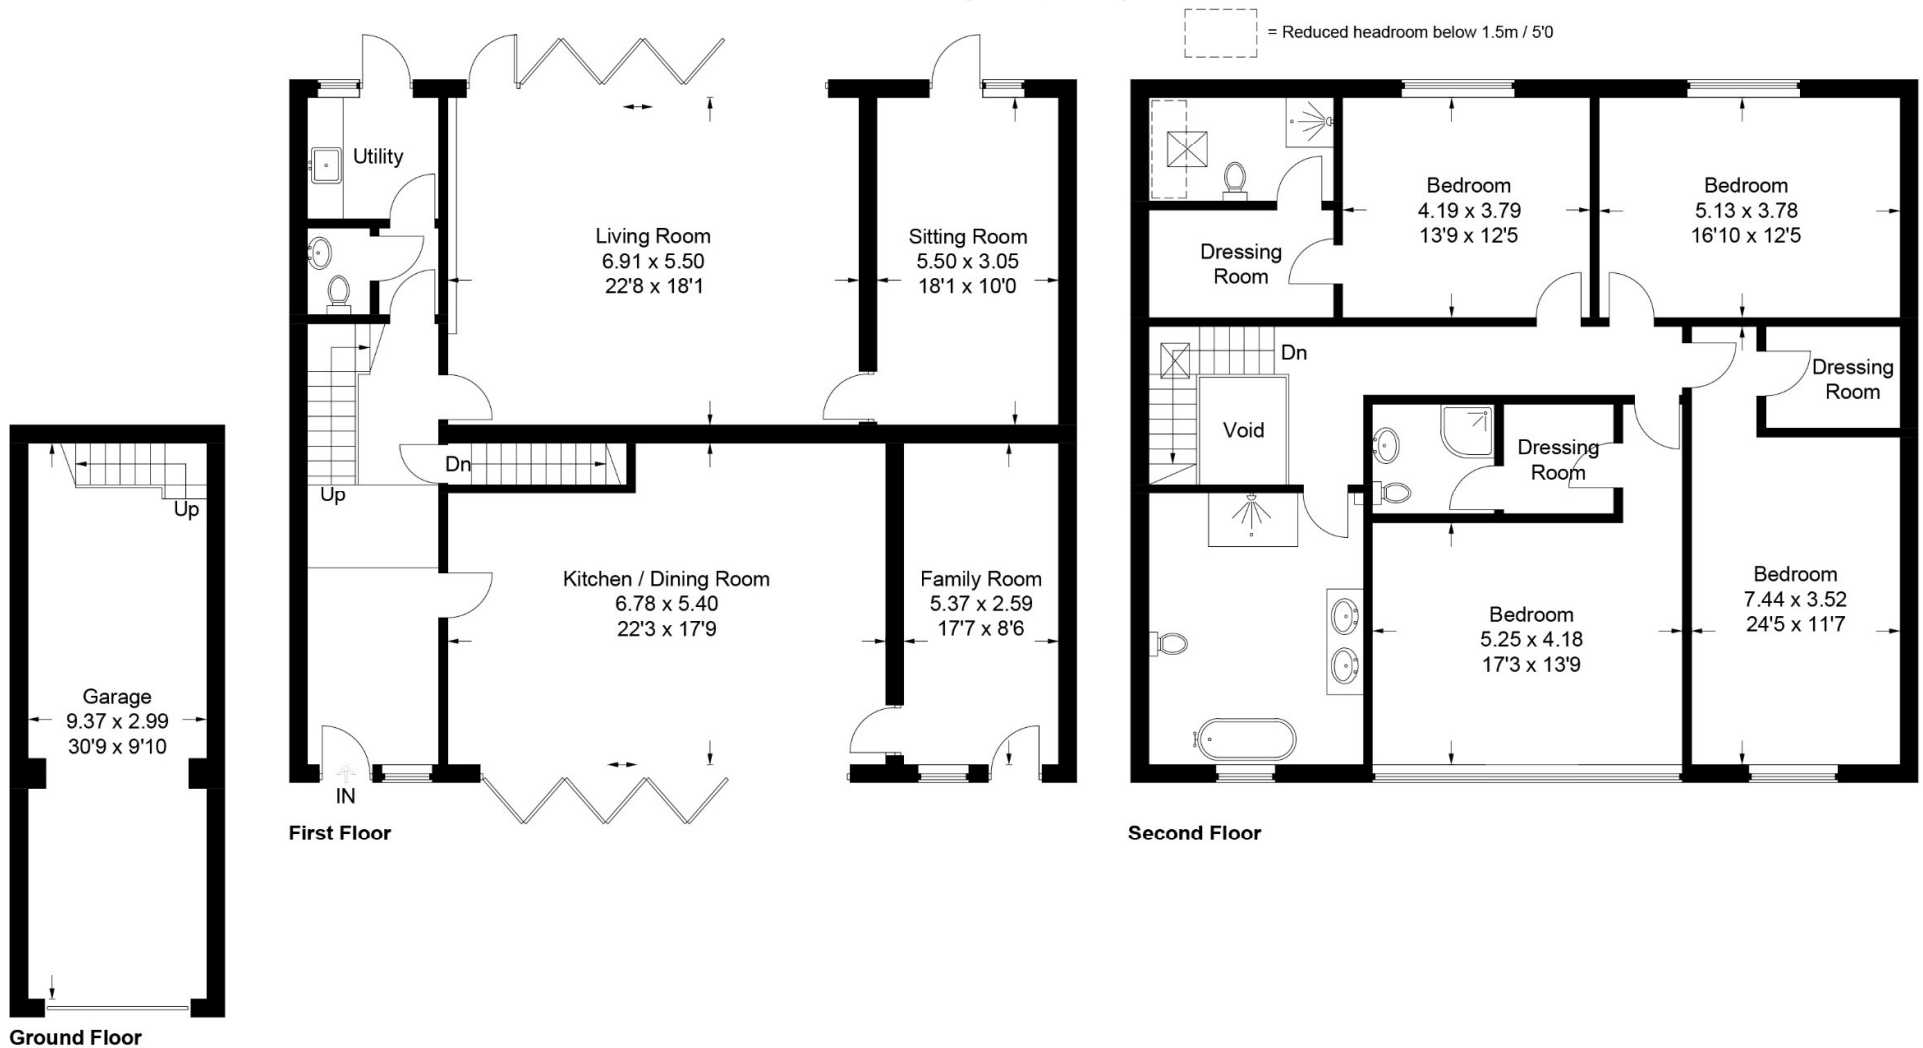 = Reduced headroom below 1.5m / 5'0
Utility
Living Room
6.91 x 5.50
22'8 x 18'1
Sitting Room
5.50 x 3.05
18'1 x 10'0
Dn
Up
Kitchen / Dining Room
6.78 x 5.40
22'3 x 17'9
Family Room
5.37 x 2.59
17'7 x 8'6
IN
First Floor
Bedroom
4.19 x 3.79
13'9 x 12'5
Bedroom
5.13 x 3.78
16'10 x 12'5
Dressing
Room
Dn
Dressing
Room
Void
Dressing
Room
Bedroom
5.25 x 4.18
17'3 x 13'9
Bedroom
7.44 x 3.52
24'5 x 11'7
Second Floor
Up
Garage
9.37 x 2.99
30'9 x 9'10
Ground Floor